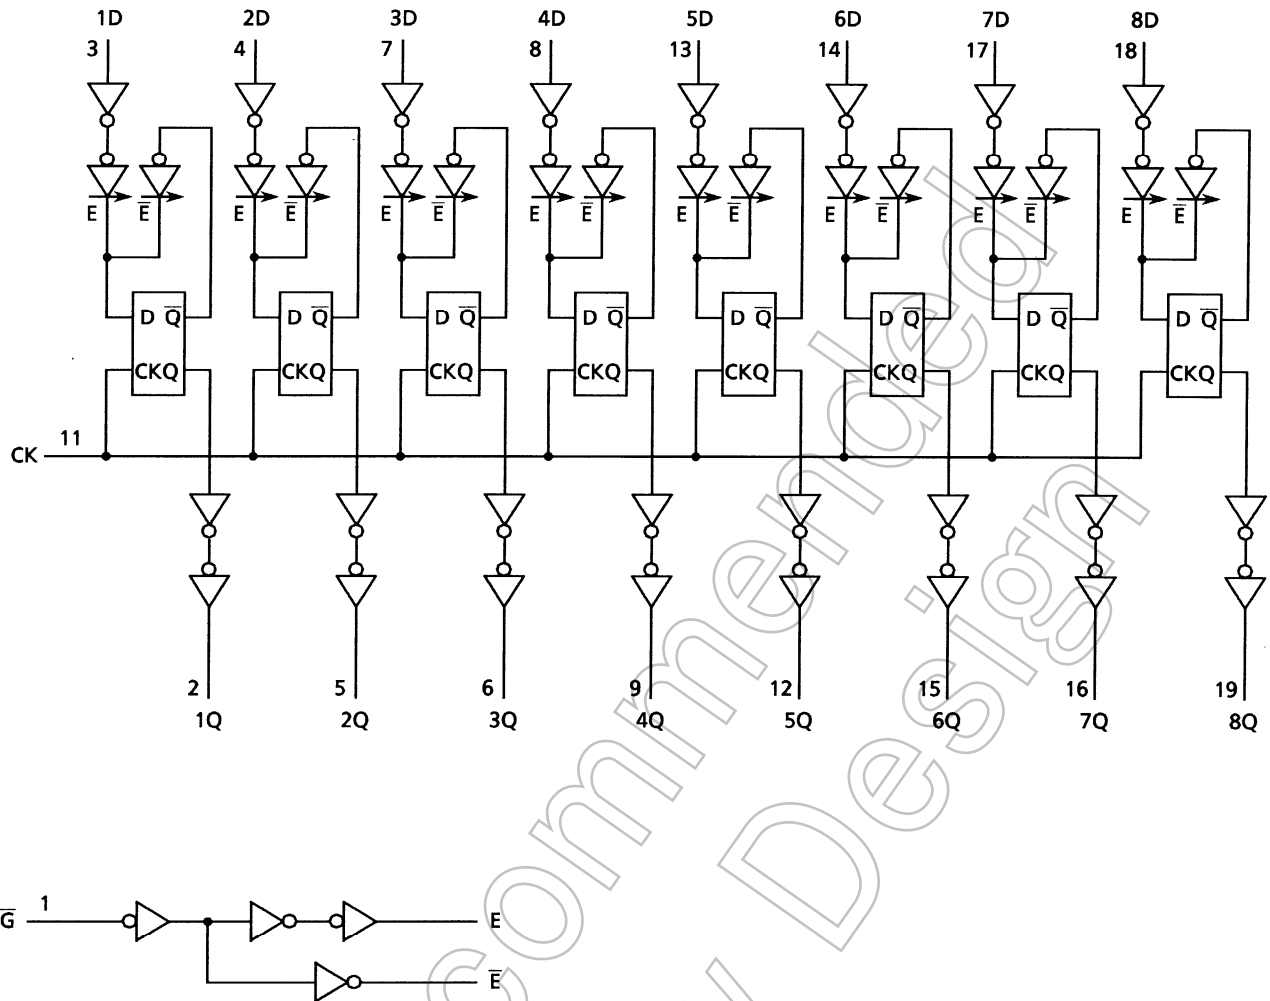 1D 2D 3D 4D 5D 6D 7D 8D
3 4 7 8 13 14 17 18
E E̅ E E̅ E E̅ E E̅ E E̅ E E̅ E E̅ E E̅
D Q̅ D Q̅ D Q̅ D Q̅ D Q̅ D Q̅ D Q̅ D Q̅
CKQ CKQ CKQ CKQ CKQ CKQ CKQ CKQ
CK 11
2 5 6 9 12 15 16 19
1Q 2Q 3Q 4Q 5Q 6Q 7Q 8Q
G̅ 1 E
E̅
commended
Design